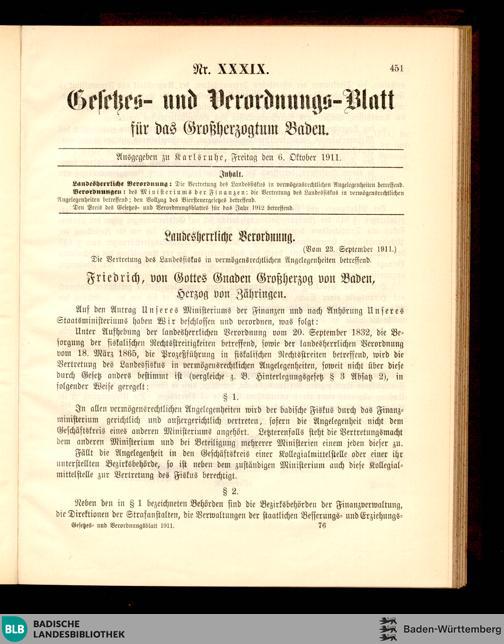 Nr. XXXIX. 451
Gesetzes- und Verordnungs-Blatt
für das Großherzogtum Baden.
Ausgegeben zu Karlsruhe, Freitag den 6. Oktober 1911.
Inhalt.
Landesherrliche Verordnung: Die Vertretung des Landesfiskus in vermögensrechtlichen Angelegenheiten betreffend.
Verordnungen: des Ministeriums der Finanzen: die Vertretung des Landesfiskus in vermögensrechtlichen
Angelegenheiten betreffend; den Vollzug des Biersteuergesetzes betreffend.
Den Preis des Gesetzes- und Verordnungsblattes für das Jahr 1912 betreffend.
Landesherrliche Verordnung.
(Vom 23. September 1911.)
Die Vertretung des Landesfiskus in vermögensrechtlichen Angelegenheiten betreffend.
Friedrich, von Gottes Gnaden Großherzog von Baden,
Herzog von Zähringen.
Auf den Antrag Unseres Ministeriums der Finanzen und nach Anhörung Unseres
Staatsministeriums haben Wir beschlossen und verordnen, was folgt:
Unter Aufhebung der landesherrlichen Verordnung vom 20. September 1832, die Be-
sorgung der fiskalischen Rechtsstreitigkeiten betreffend, sowie der landesherrlichen Verordnung
vom 18. März 1865, die Prozeßführung in fiskalischen Rechtsstreiten betreffend, wird die
Vertretung des Landesfiskus in vermögensrechtlichen Angelegenheiten, soweit nicht über diese
durch Gesetz anders bestimmt ist (vergleiche z. B. Hinterlegungsgesetz § 3 Absatz 2), in
folgender Weise geregelt:
§ 1.
In allen vermögensrechtlichen Angelegenheiten wird der badische Fiskus durch das Finanz-
ministerium gerichtlich und außergerichtlich vertreten, sofern die Angelegenheit nicht dem
Geschäftskreis eines anderen Ministeriums angehört. Letzterenfalls steht die Vertretungsmacht
dem anderen Ministerium und bei Beteiligung mehrerer Ministerien einem jeden dieser zu.
Fällt die Angelegenheit in den Geschäftskreis einer Kollegialmittelstelle oder einer ihr
unterstellten Bezirksbehörde, so ist neben dem zuständigen Ministerium auch diese Kollegial-
mittelstelle zur Vertretung des Fiskus berechtigt.
§ 2.
Neben den in § 1 bezeichneten Behörden sind die Bezirksbehörden der Finanzverwaltung,
die Direktionen der Strafanstalten, die Verwaltungen der staatlichen Besserungs- und Erziehungs-
Gesetzes- und Verordnungsblatt 1911. 76
BLB BADISCHE
LANDESBIBLIOTHEK
Baden-Württemberg